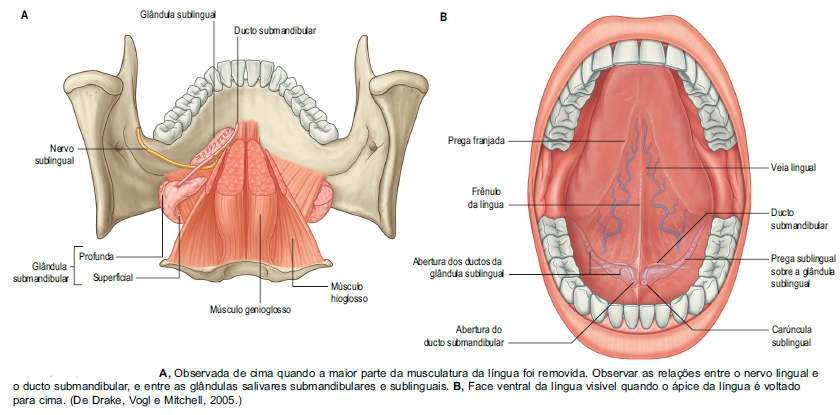 A
Glândula sublingual
Ducto submandibular
Nervo
sublingual
Profunda
Glândula
submandibular
Superficial
Músculo genioglosso
Músculo
hioglosso
B
Prega franjada
Veia lingual
Frênulo
da língua
Ducto
submandibular
Abertura dos ductos da
glândula sublingual
Prega sublingual
sobre a glândula
sublingual
Abertura do
ducto submandibular
Carúncula
sublingual
A, Observada de cima quando a maior parte da musculatura da língua foi removida. Observar as relações entre o nervo lingual e
o ducto submandibular, e entre as glândulas salivares submandibulares e sublinguais. B, Face ventral da língua visível quando o ápice da língua é voltado
para cima. (De Drake, Vogl e Mitchell, 2005.)